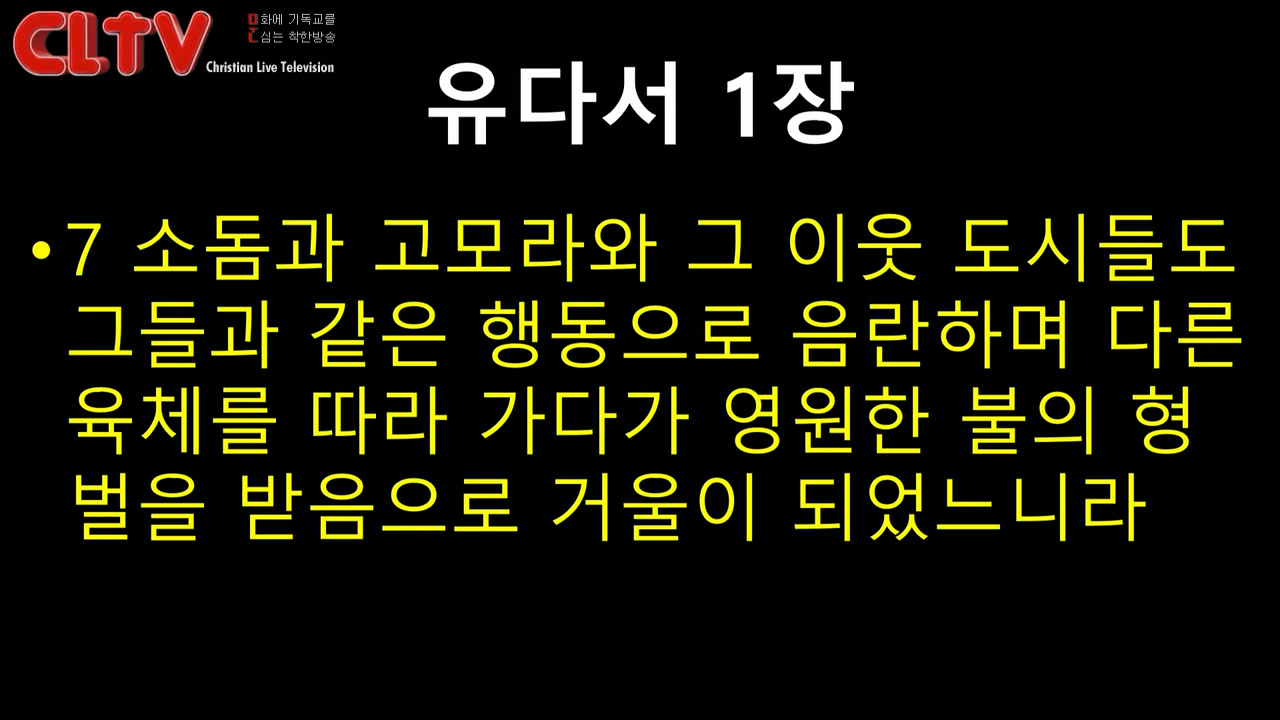 CLTV
문화에 기독교를
심는 착한방송
Christian Live Television
유다서 1장
• 7 소돔과 고모라와 그 이웃 도시들도
그들과 같은 행동으로 음란하며 다른
육체를 따라 가다가 영원한 불의 형
벌을 받음으로 거울이 되었느니라